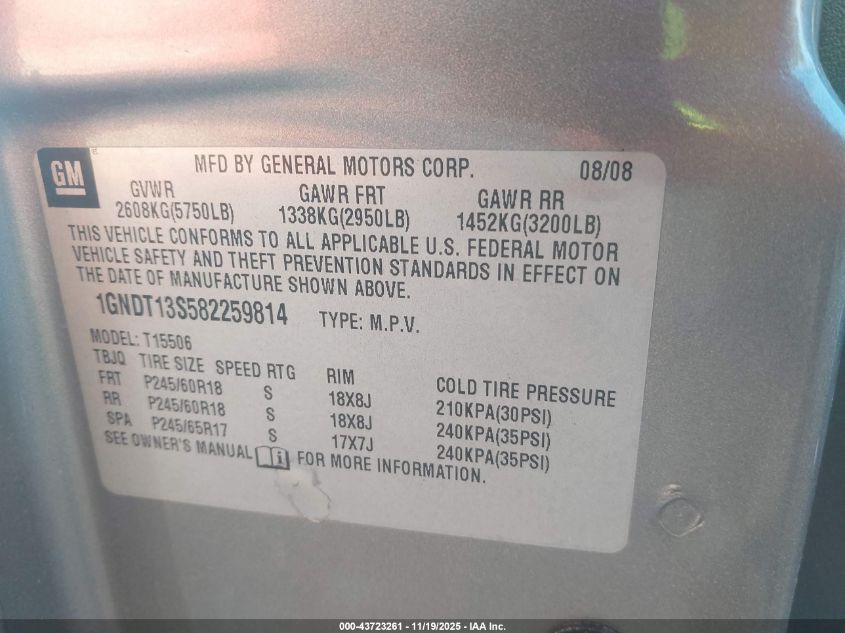 GM
MFD BY GENERAL MOTORS CORP. 08/08
GVWR GAWR FRT GAWR RR
2608KG(5750LB) 1338KG(2950LB) 1452KG(3200LB)
THIS VEHICLE CONFORMS TO ALL APPLICABLE U.S. FEDERAL MOTOR
VEHICLE SAFETY AND THEFT PREVENTION STANDARDS IN EFFECT ON
THE DATE OF MANUFACTURE SHOWN ABOVE.
1GNDT13S582259814 TYPE: M.P.V.
MODEL: T15506
TBJQ TIRE SIZE SPEED RTG RIM COLD TIRE PRESSURE
FRT P245/60R18 S 18X8J 210KPA(30PSI)
RR P245/60R18 S 18X8J 240KPA(35PSI)
SPA P245/65R17 S 17X7J 240KPA(35PSI)
SEE OWNER'S MANUAL FOR MORE INFORMATION.
000-43723261 - 11/19/2025 - IAA Inc.